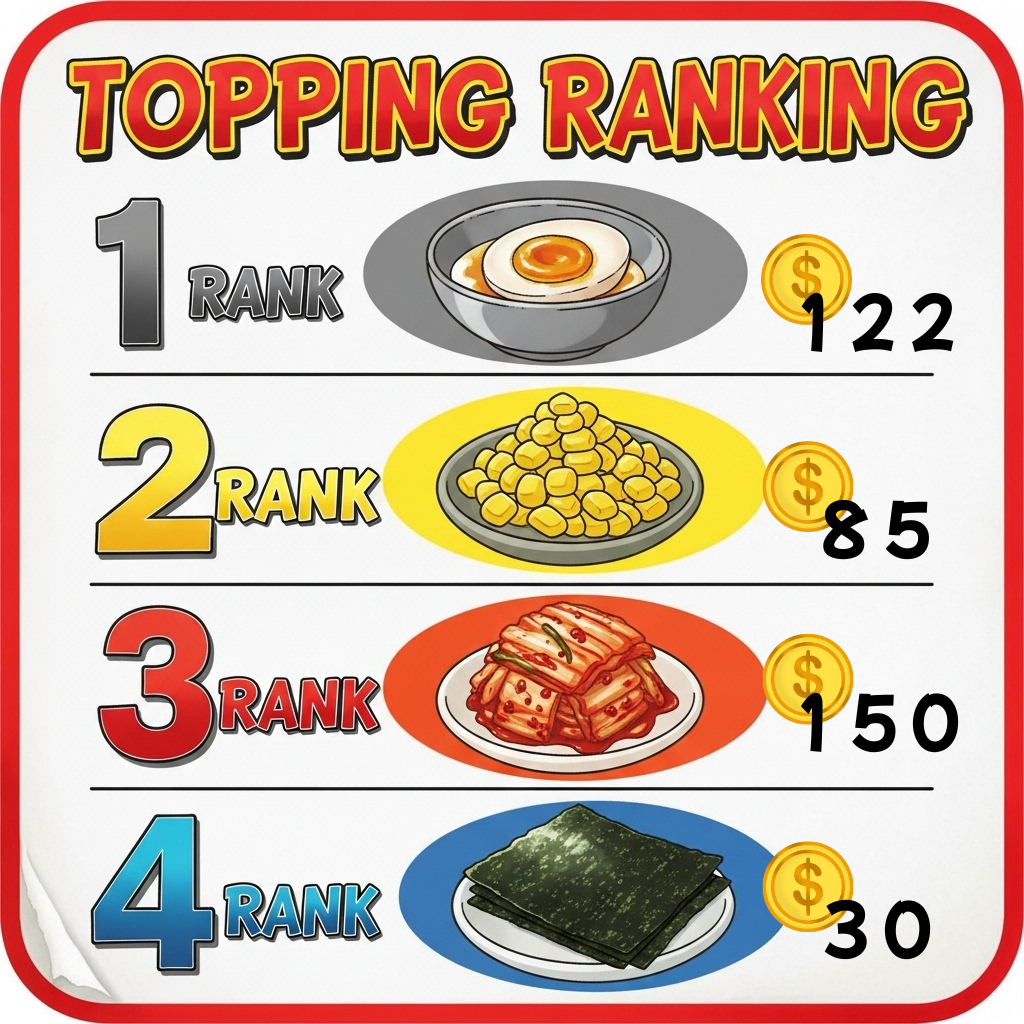 TOPPING RANKING
1 RANK
$ 122
2 RANK
$ 85
3 RANK
$ 150
4 RANK
$ 30